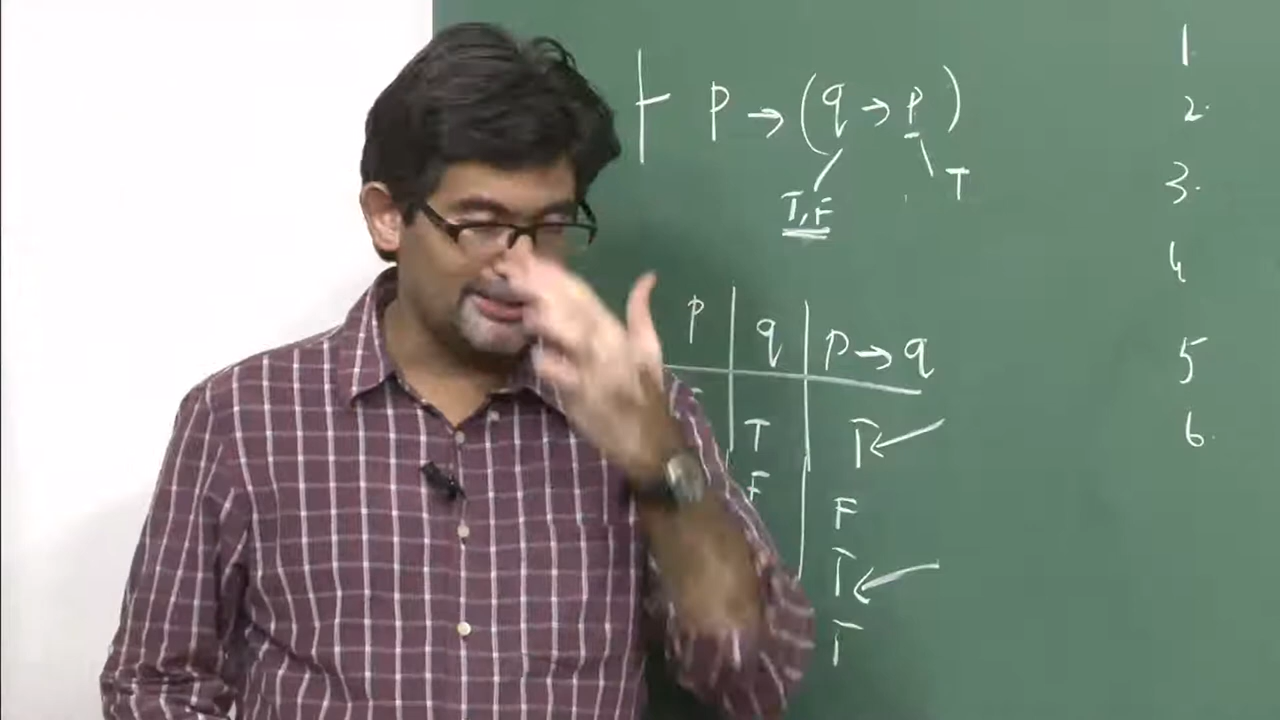 ⊢ p → (q → p)
T, F T
p q p → q
T T
F F
T
T
1.
2.
3.
4
5
6.